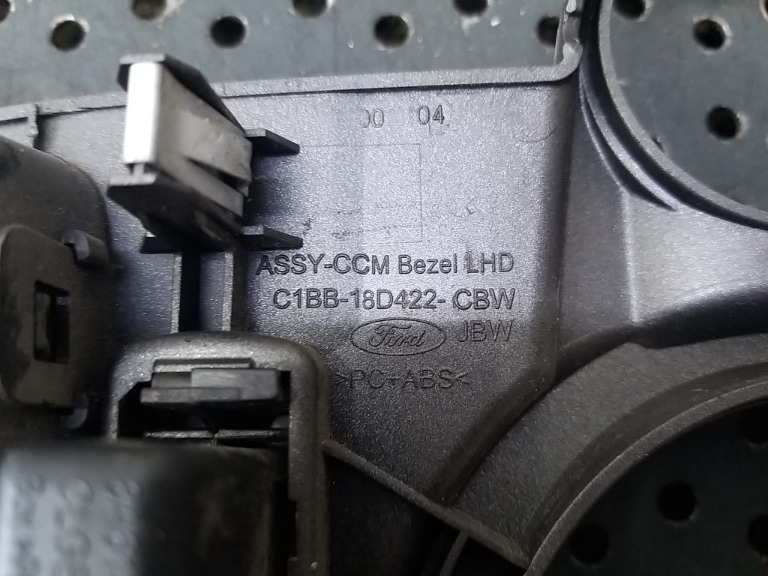 00 04
ASSY-CCM Bezel LHD
C1BB-18D422-CBW
Ford JBW
>PC+ABS<